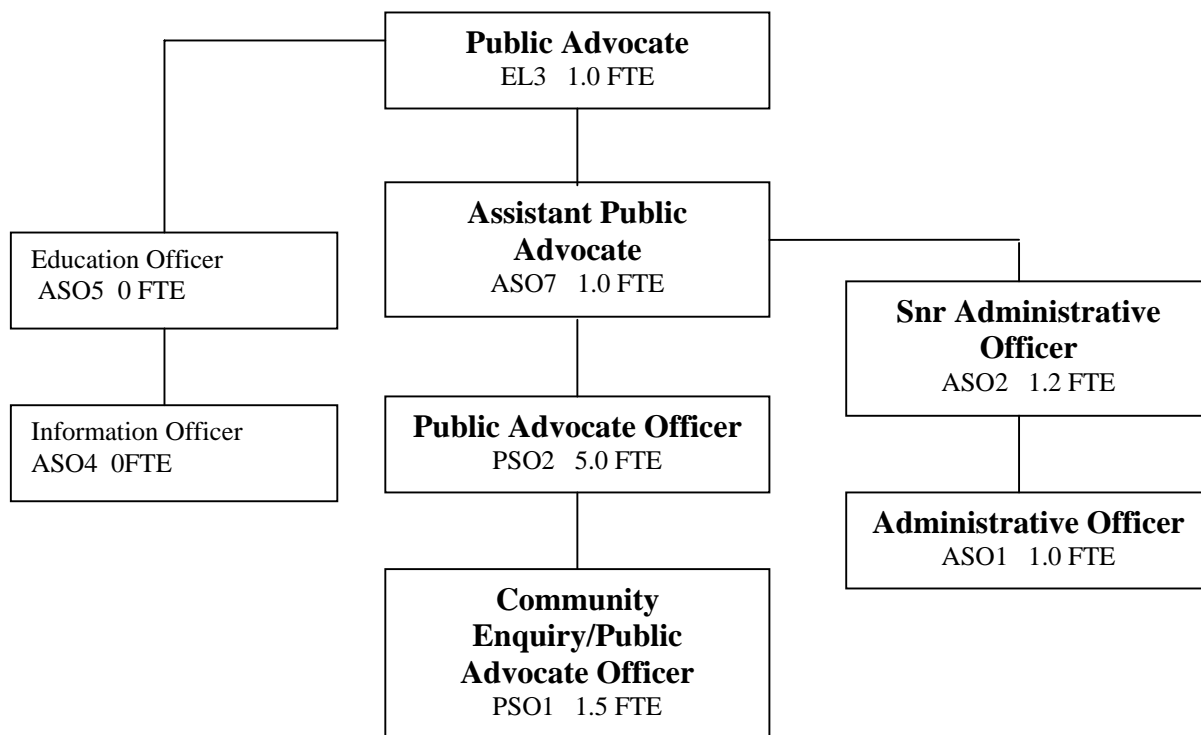 Public Advocate
EL3 1.0 FTE
Assistant Public
Advocate
ASO7 1.0 FTE
Education Officer
ASO5 0 FTE
Snr Administrative
Officer
ASO2 1.2 FTE
Information Officer
ASO4 0FTE
Public Advocate Officer
PSO2 5.0 FTE
Administrative Officer
ASO1 1.0 FTE
Community
Enquiry/Public
Advocate Officer
PSO1 1.5 FTE